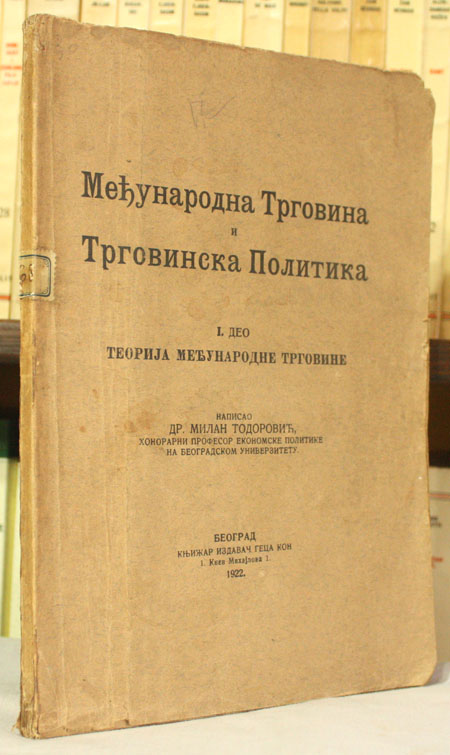 Међународна Трговина
и
Трговинска Политика
I. ДЕО
ТЕОРИЈА МЕЂУНАРОДНЕ ТРГОВИНЕ
НАПИСАО
ДР. МИЛАН ТОДОРОВИЋ,
ХОНОРАРНИ ПРОФЕСОР ЕКОНОМСКЕ ПОЛИТИКЕ
НА БЕОГРАДСКОМ УНИВЕРЗИТЕТУ
БЕОГРАД
КЊИЖАР ИЗДАВАЧ ГЕЦА КОН
1. Кнез Михајлова 1.
1922.